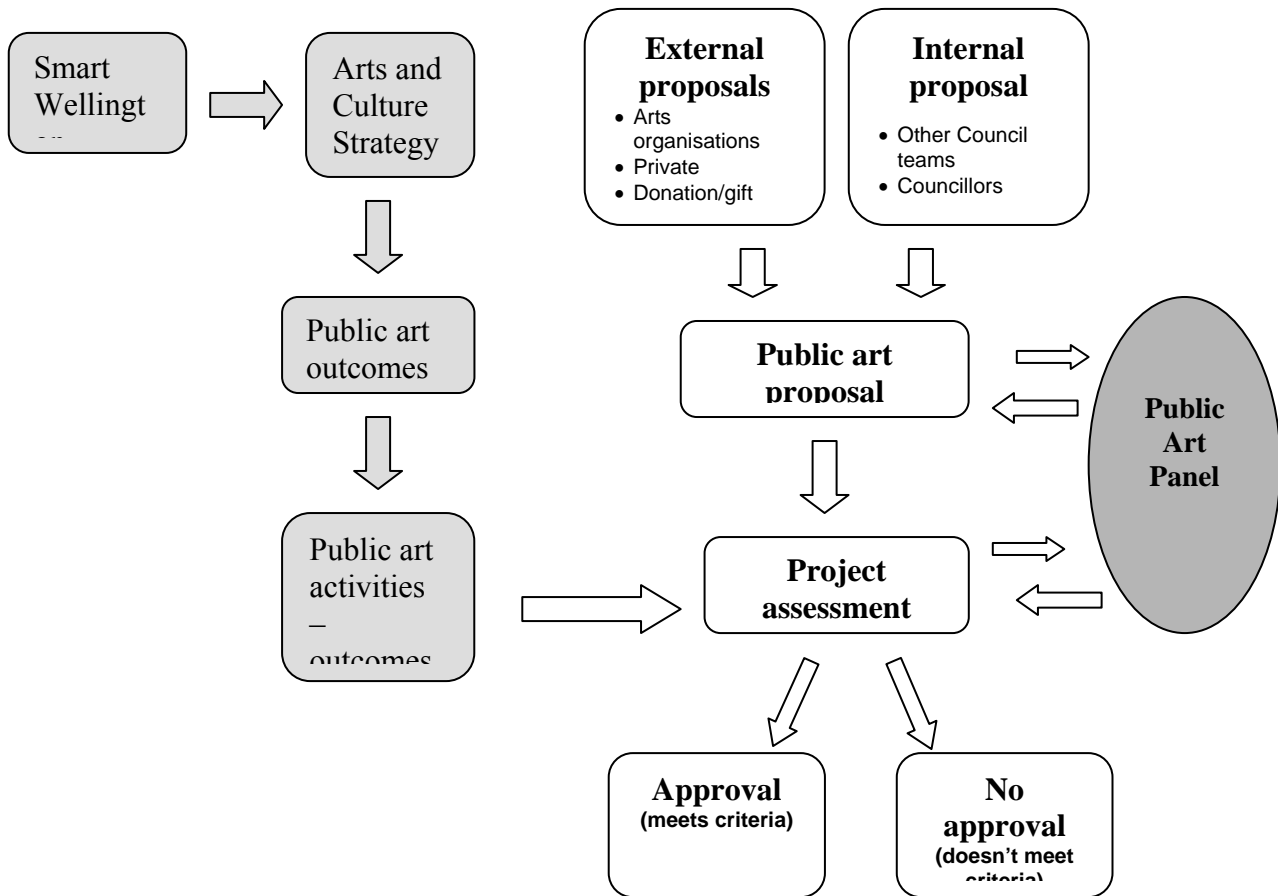 Smart
Wellingt
Arts and
Culture
Strategy
External
proposals
• Arts
organisations
• Private
• Donation/gift
Internal
proposal
• Other Council
teams
• Councillors
Public art
outcomes
Public art
proposal
Public
Art
Panel
Public art
activities
–
outcomes
Project
assessment
Approval
(meets criteria)
No
approval
(doesn't meet
criteria)